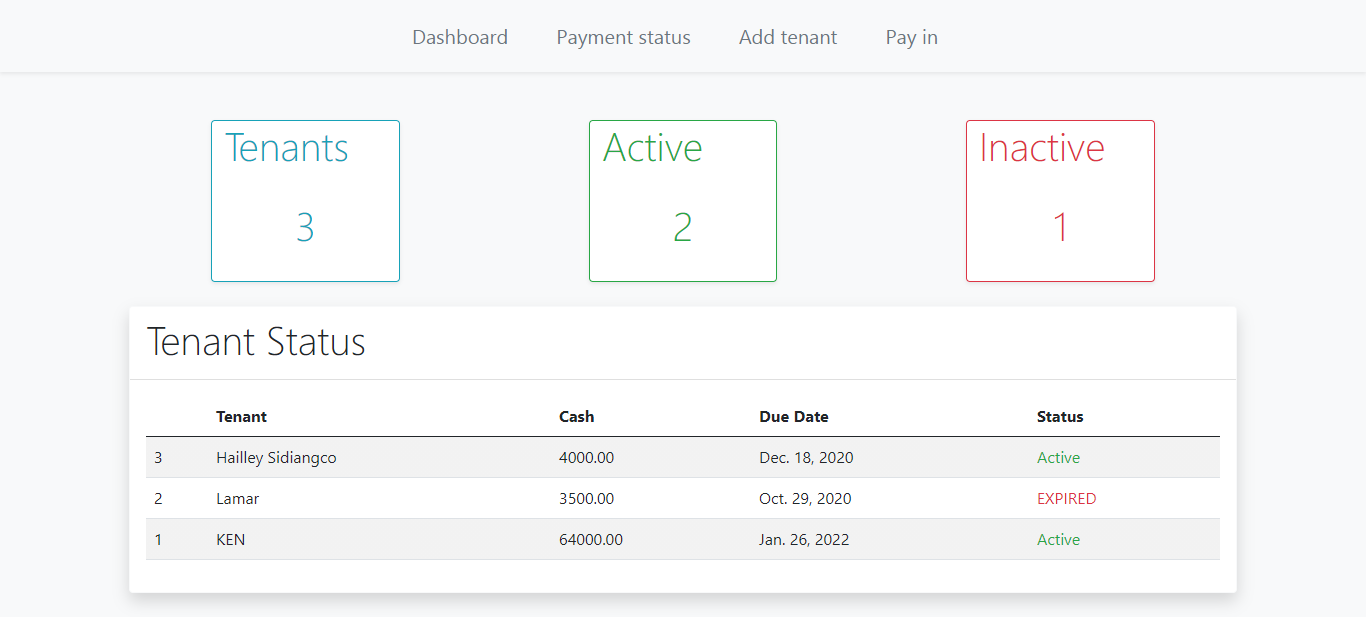 Dashboard Payment status Add tenant Pay in
Tenants Active Inactive
3 2 1
Tenant Status
Tenant Cash Due Date Status
3 Hailley Sidiangco 4000.00 Dec. 18, 2020 Active
2 Lamar 3500.00 Oct. 29, 2020 EXPIRED
1 KEN 64000.00 Jan. 26, 2022 Active